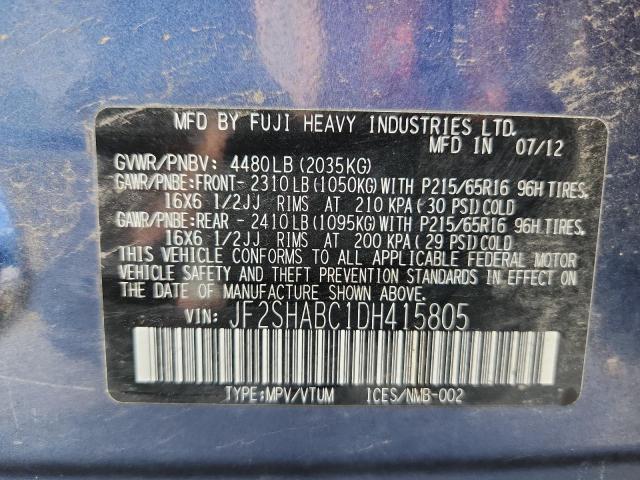 MFD BY FUJI HEAVY INDUSTRIES LTD.
MFD IN 07/12
GVWR/PNBV: 4480LB(2035KG)
GAWR/PNBE:FRONT- 2310LB(1050KG)WITH P215/65R16 96H TIRES,
16X6 1/2JJ RIMS AT 210 KPA(30 PSI)COLD
GAWR/PNBE:REAR - 2410LB(1095KG)WITH P215/65R16 96H TIRES,
16X6 1/2JJ RIMS AT 200 KPA(29 PSI)COLD
THIS VEHICLE CONFORMS TO ALL APPLICABLE FEDERAL MOTOR
VEHICLE SAFETY AND THEFT PREVENTION STANDARDS IN EFFECT ON
THE DATE OF MANUFACTURE SHOWN ABOVE.
VIN: JF2SHABC1DH415805
TYPE:MPV/VTUM ICES/NMB-002